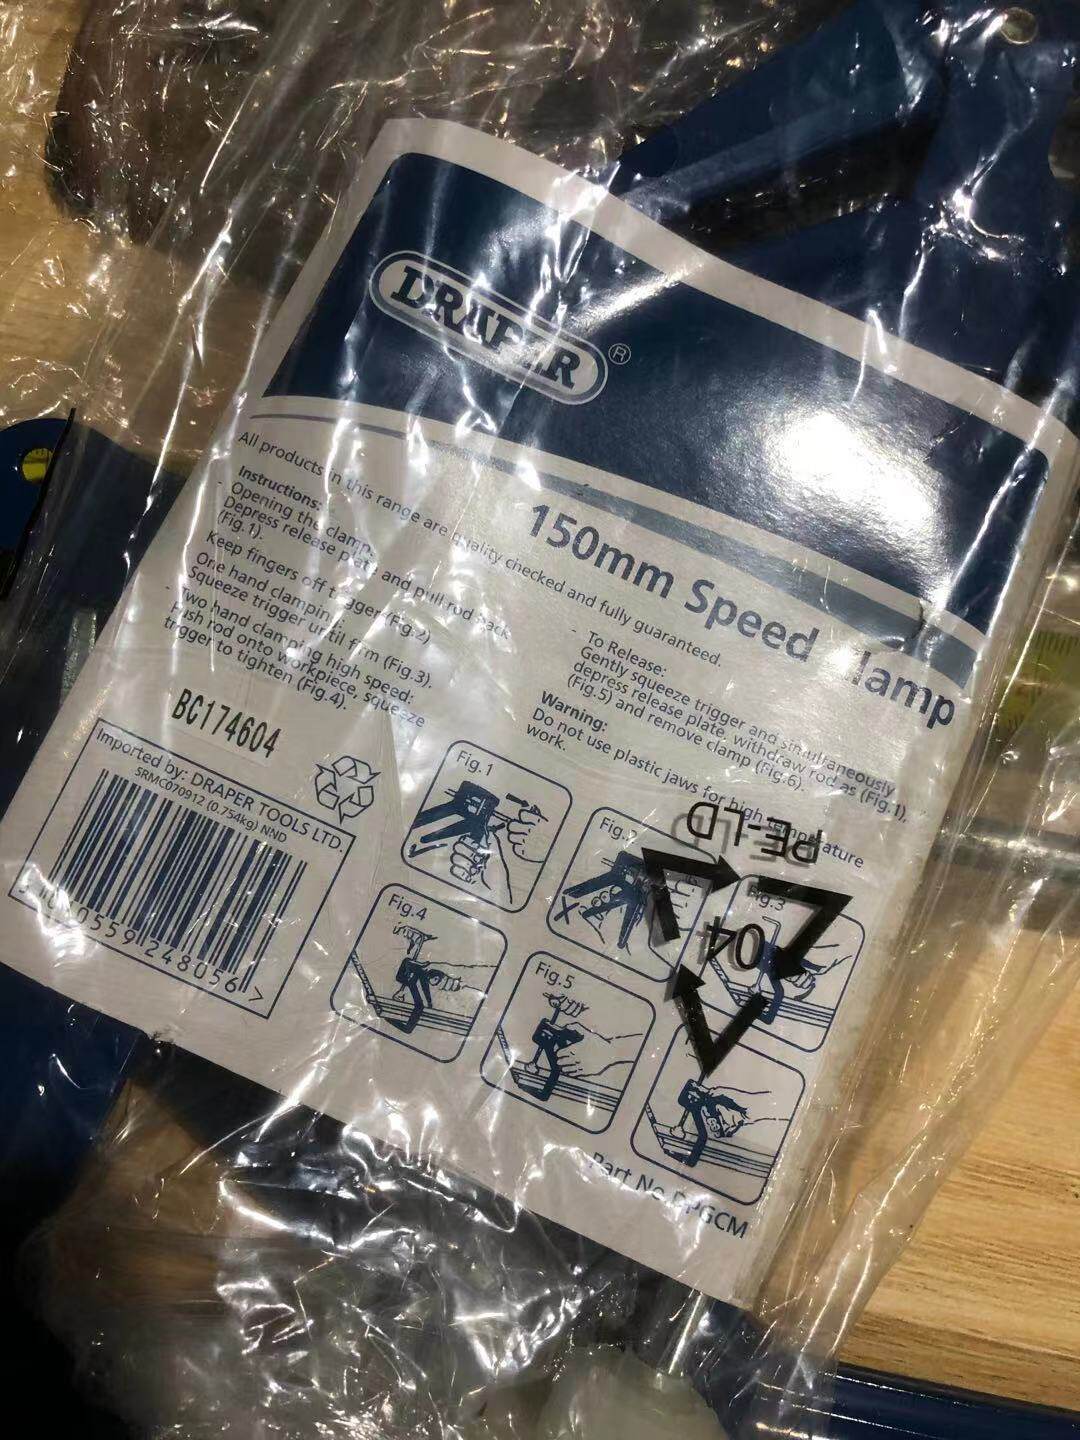 DRAPER ®
150mm Speed lamp
All products in this range are quality checked and fully guaranteed.
Instructions:
- Opening the clamp:
Depress release plate and pull rod back
(Fig.1).
Keep fingers off trigger (Fig.2)
One hand clamping:
Squeeze trigger until firm (Fig.3).
- Two hand clamping high speed:
Push rod onto workpiece, squeeze
trigger to tighten (Fig.4).
- To Release:
Gently squeeze trigger and simultaneously
depress release plate, withdraw rod as (Fig.1),
(Fig.5) and remove clamp (Fig.6).
Warning:
Do not use plastic jaws for high temperature
work.
BC174604
Imported by: DRAPER TOOLS LTD.
SRMC070912 (0.754kg) NND
559 248056 >
Fig.1
Fig.2
Fig.3
Fig.4
Fig.5
PE-LD
04
Part No. PGCM